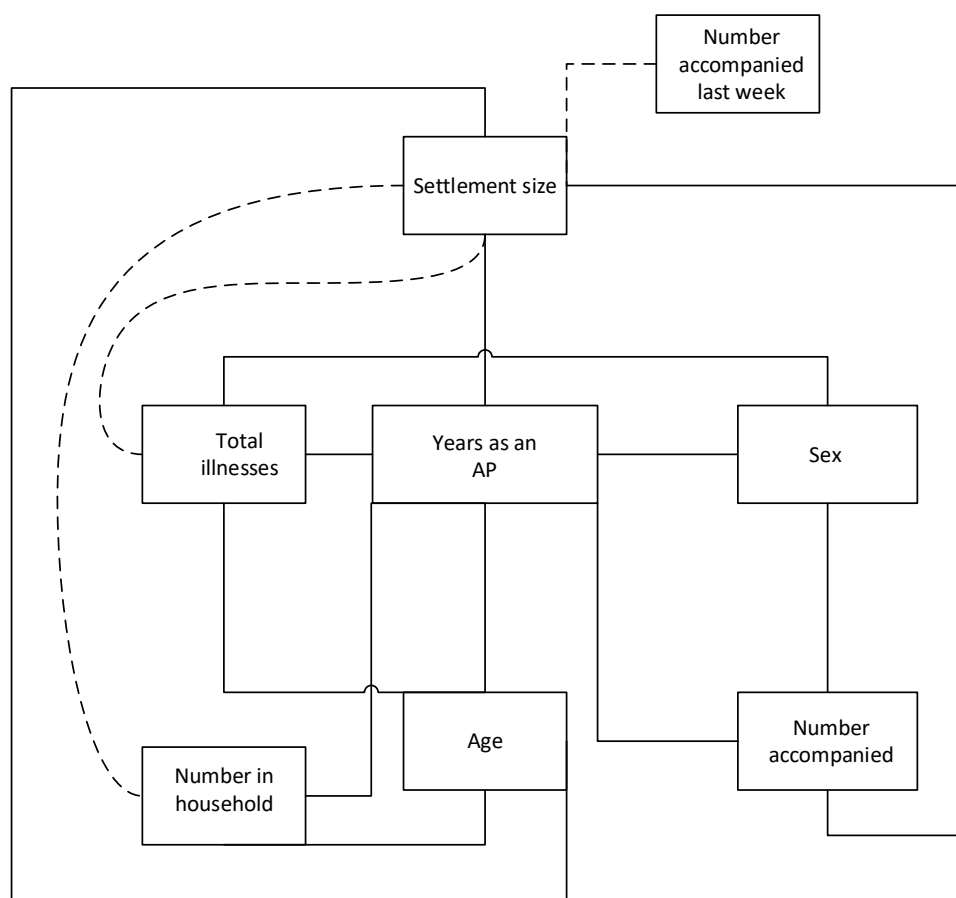 Number
accompanied
last week
Settlement size
Total
illnesses
Years as an
AP
Sex
Age
Number
accompanied
Number in
household